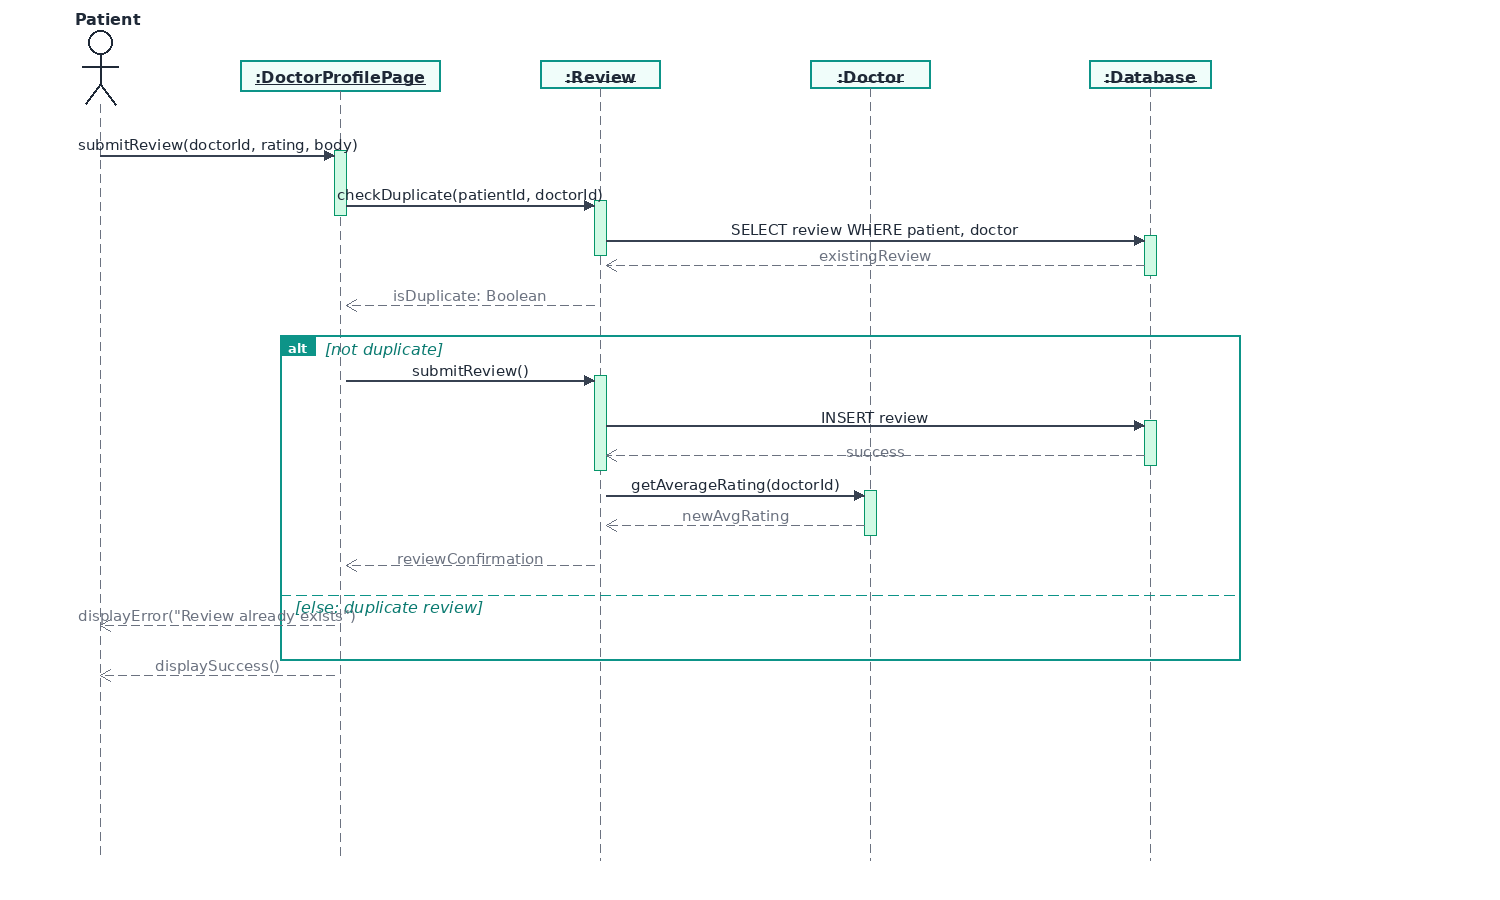 Patient
:DoctorProfilePage
:Review
:Doctor
:Database
submitReview(doctorId, rating, body)
checkDuplicate(patientId, doctorId)
SELECT review WHERE patient, doctor
existingReview
isDuplicate: Boolean
alt
[not duplicate]
submitReview()
INSERT review
success
getAverageRating(doctorId)
newAvgRating
reviewConfirmation
[else: duplicate review]
displayError("Review already exists")
displaySuccess()